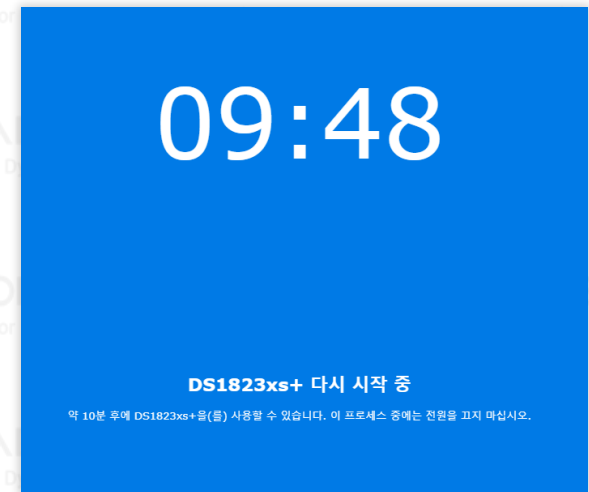 09:48
DS1823xs+ 다시 시작 중
약 10분 후에 DS1823xs+을(를) 사용할 수 있습니다. 이 프로세스 중에는 전원을 끄지 마십시오.